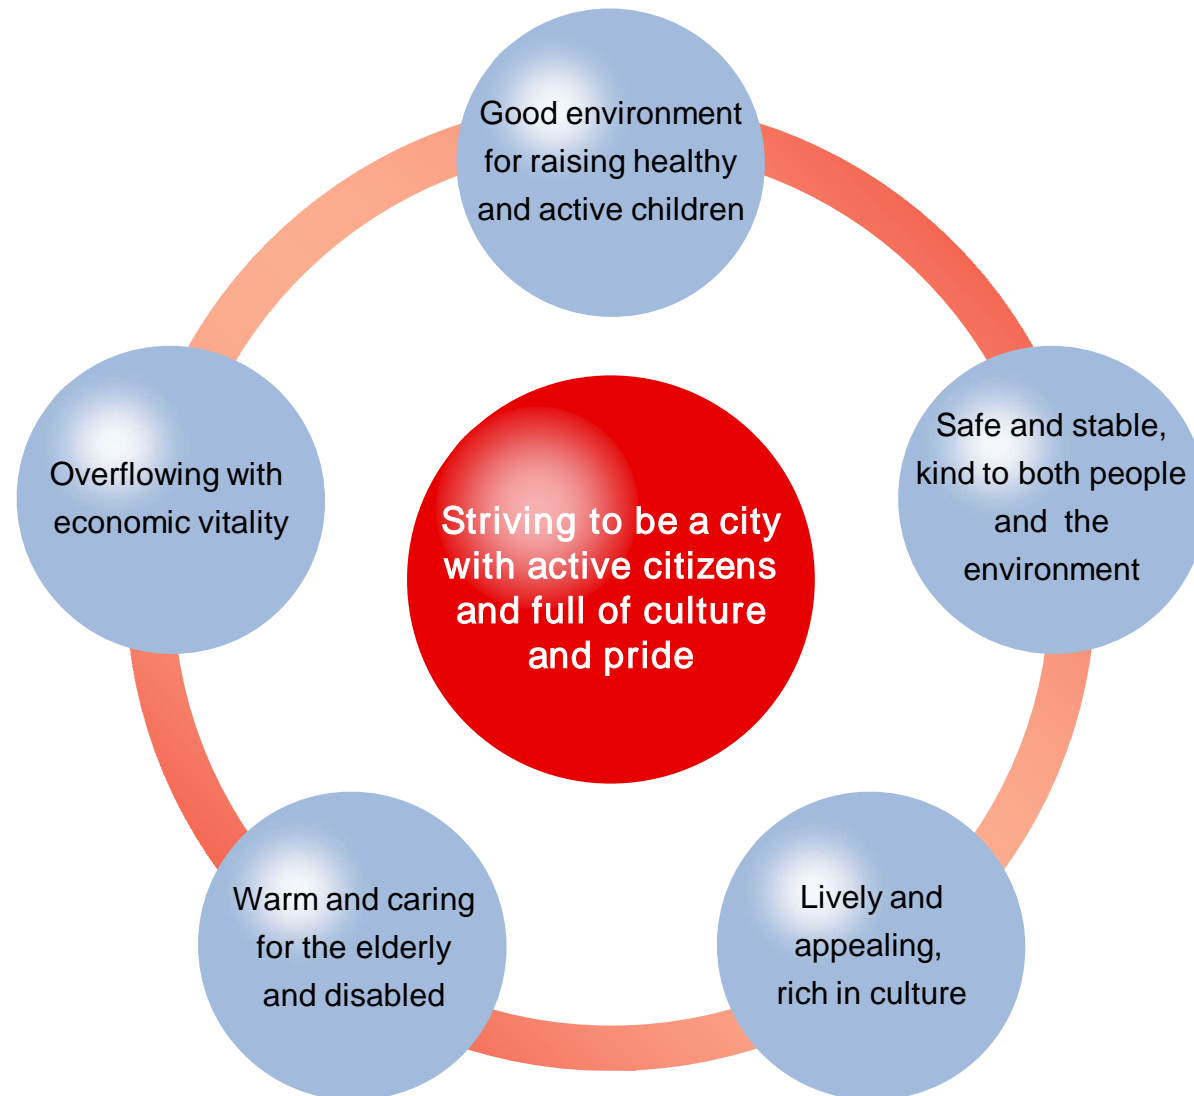 Good environment
for raising healthy
and active children
Safe and stable,
kind to both people
and the
environment
Overflowing with
economic vitality
Striving to be a city
with active citizens
and full of culture
and pride
Warm and caring
for the elderly
and disabled
Lively and
appealing,
rich in culture